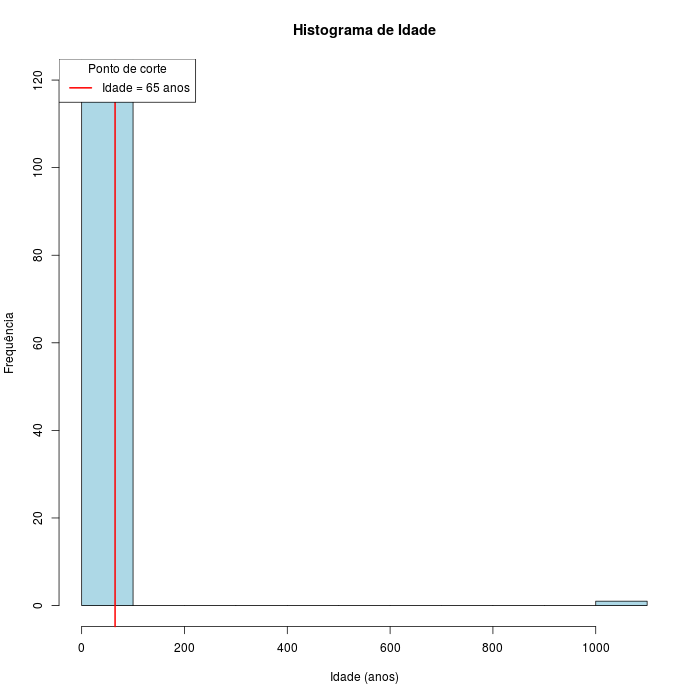 Histograma de Idade
Ponto de corte
Idade = 65 anos
Frequência
120
100
80
60
40
20
0
0 200 400 600 800 1000
Idade (anos)